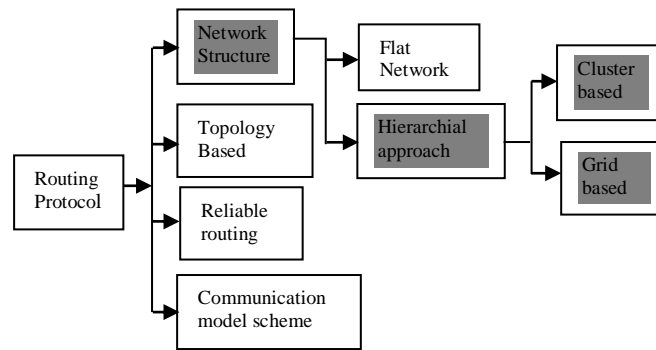 Network
Structure
Flat
Network
Cluster
based
Topology
Based
Hierarchial
approach
Routing
Protocol
Grid
based
Reliable
routing
Communication
model scheme